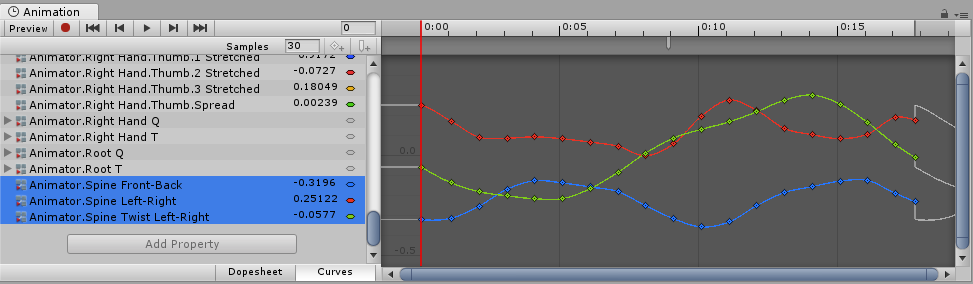 Animation
Preview 0 0:00 0:05 0:10 0:15
Samples 30
Animator.Right Hand.Thumb.1 Stretched
Animator.Right Hand.Thumb.2 Stretched -0.0727
Animator.Right Hand.Thumb.3 Stretched 0.18049
Animator.Right Hand.Thumb.Spread 0.00239
Animator.Right Hand Q
Animator.Right Hand T
Animator.Root Q 0.0
Animator.Root T
Animator.Spine Front-Back -0.3196
Animator.Spine Left-Right 0.25122
Animator.Spine Twist Left-Right -0.0577
Add Property -0.5
Dopesheet Curves